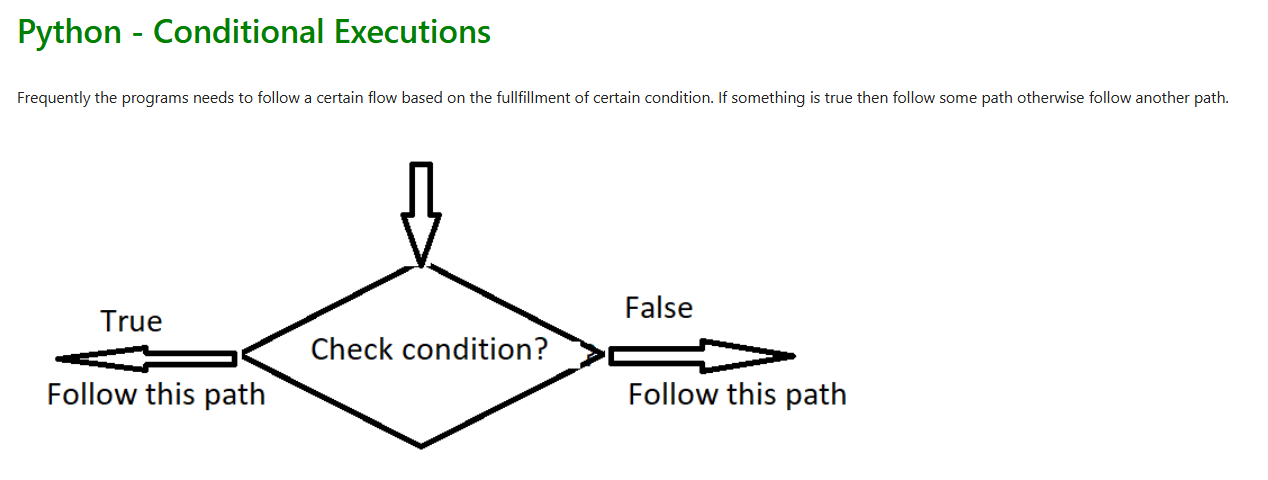 Python - Conditional Executions
Frequently the programs needs to follow a certain flow based on the fullfillment of certain condition. If something is true then follow some path otherwise follow another path.
True
False
Check condition?
Follow this path
Follow this path